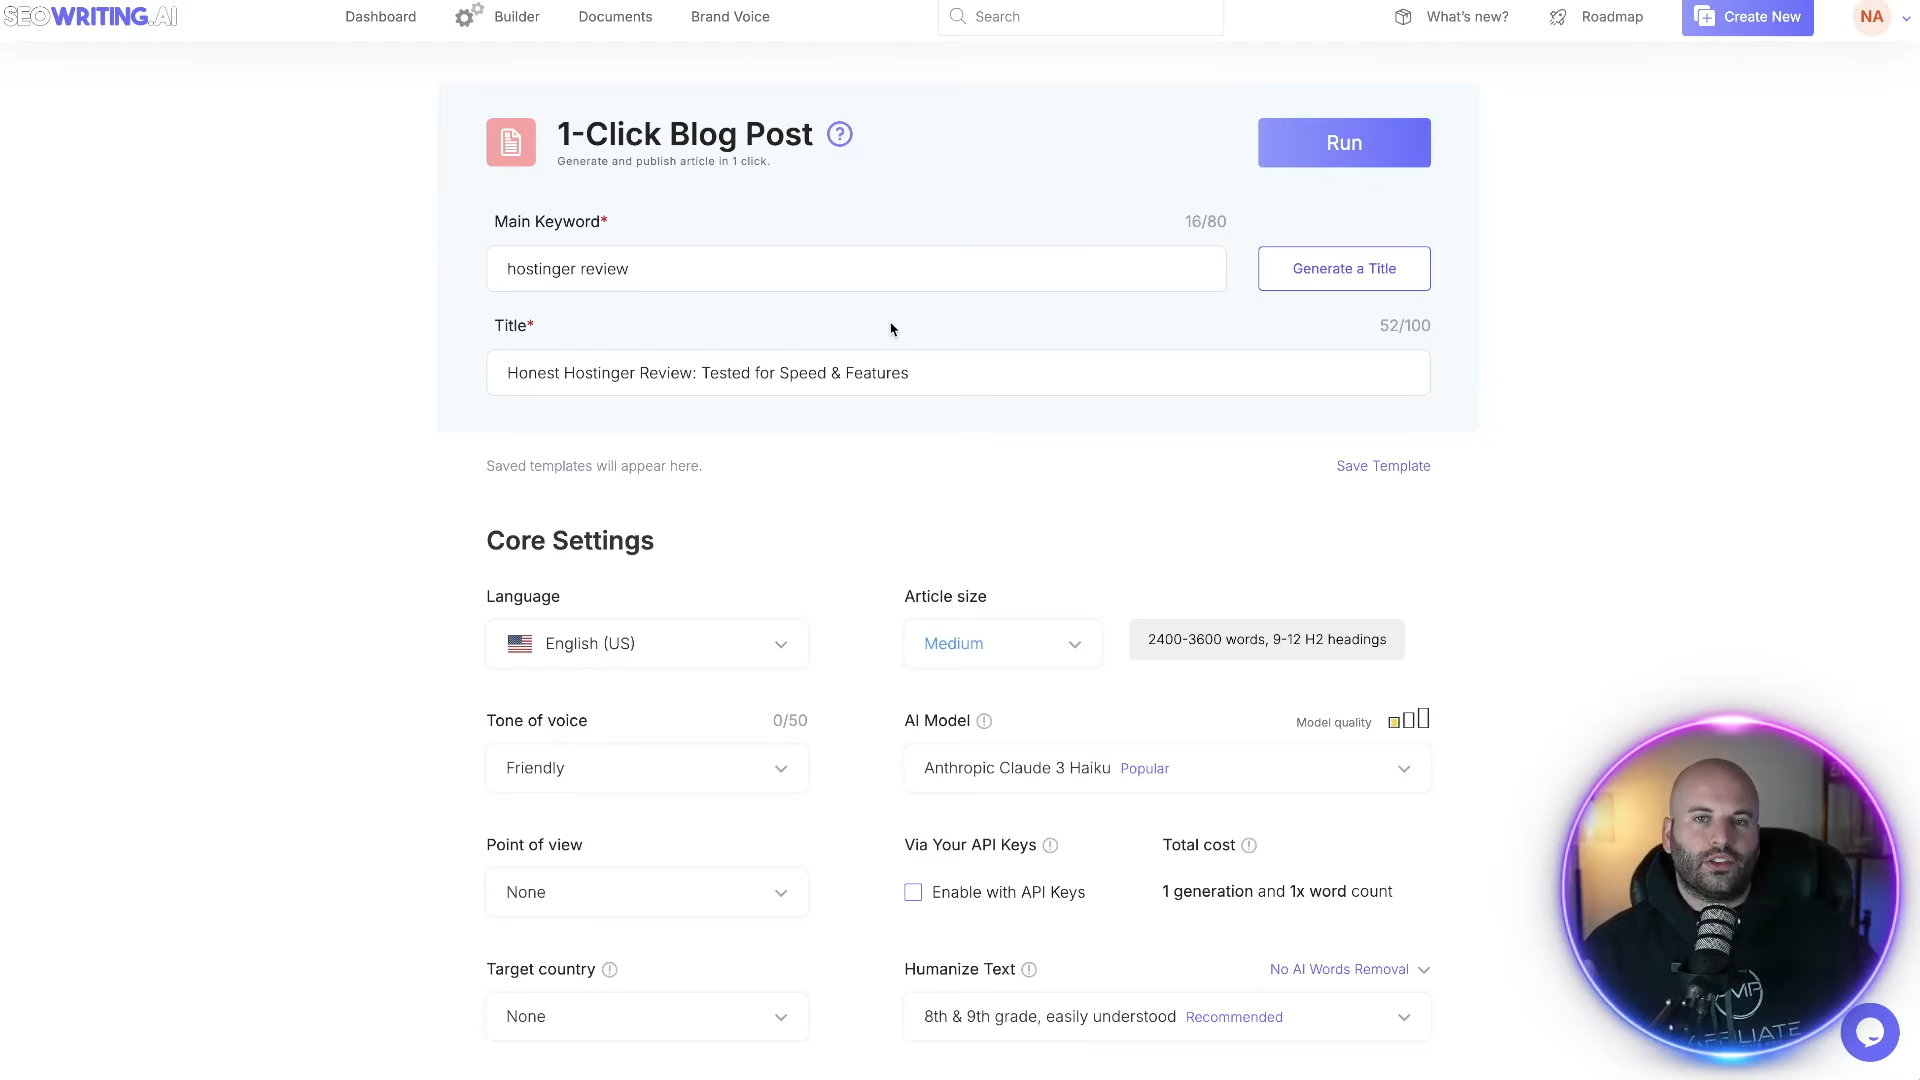 SEOWRITING.AI
Dashboard
Builder
Documents
Brand Voice
Search
What's new?
Roadmap
Create New
NA
1-Click Blog Post ?
Generate and publish article in 1 click.
Run
Main Keyword*
16/80
hostinger review
Generate a Title
Title*
52/100
Honest Hostinger Review: Tested for Speed & Features
Saved templates will appear here.
Save Template
Core Settings
Language
Article size
English (US)
Medium
2400-3600 words, 9-12 H2 headings
Tone of voice
0/50
AI Model
Model quality
Friendly
Anthropic Claude 3 Haiku Popular
Point of view
Via Your API Keys
Total cost
None
Enable with API Keys
1 generation and 1x word count
Target country
Humanize Text
No AI Words Removal
None
8th & 9th grade, easily understood Recommended
VIP
AFFILIATE